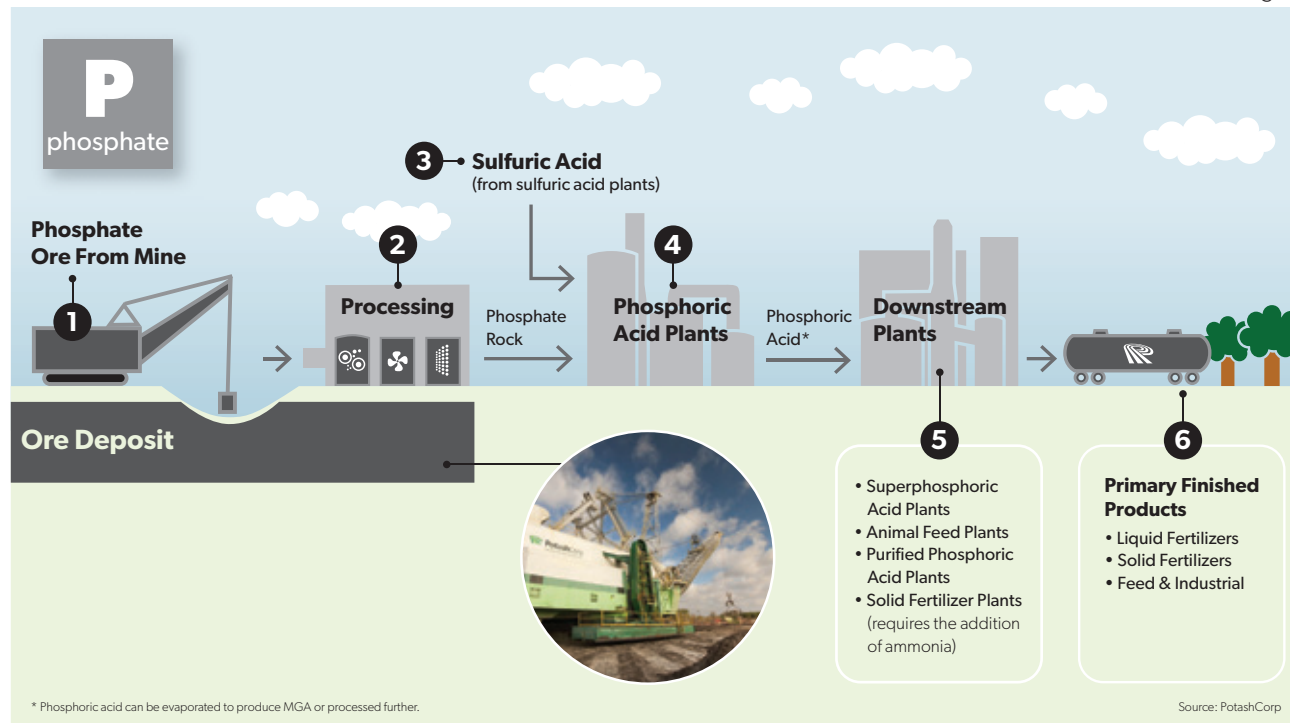 P
phosphate
3 Sulfuric Acid
(from sulfuric acid plants)
Phosphate
Ore From Mine
1
2
Processing
Phosphate
Rock
4
Phosphoric
Acid Plants
Phosphoric
Acid*
Downstream
Plants
Ore Deposit
PotashCorp
5
• Superphosphoric
Acid Plants
• Animal Feed Plants
• Purified Phosphoric
Acid Plants
• Solid Fertilizer Plants
(requires the addition
of ammonia)
6
Primary Finished
Products
• Liquid Fertilizers
• Solid Fertilizers
• Feed & Industrial
* Phosphoric acid can be evaporated to produce MGA or processed further.
Source: PotashCorp